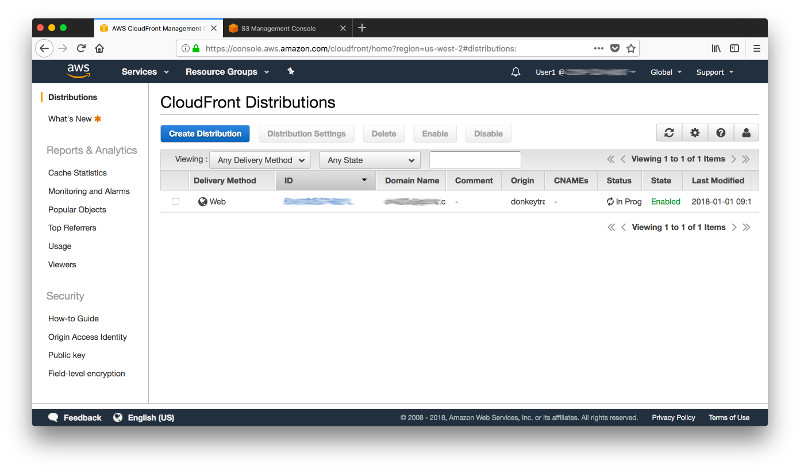 AWS CloudFront Management C
S3 Management Console
https://console.aws.amazon.com/cloudfront/home?region=us-west-2#distributions:
aws
Services
Resource Groups
User1 @
Global
Support
Distributions
What's New
Reports & Analytics
Cache Statistics
Monitoring and Alarms
Popular Objects
Top Referrers
Usage
Viewers
Security
How-to Guide
Origin Access Identity
Public key
Field-level encryption
CloudFront Distributions
Create Distribution
Distribution Settings
Delete
Enable
Disable
Viewing : Any Delivery Method Any State
Viewing 1 to 1 of 1 Items
Delivery Method ID Domain Name Comment Origin CNAMEs Status State Last Modified
Web .c - donkeytra - In Prog Enabled 2018-01-01 09:1
Viewing 1 to 1 of 1 Items
Feedback
English (US)
© 2008 - 2018, Amazon Web Services, Inc. or its affiliates. All rights reserved.
Privacy Policy
Terms of Use